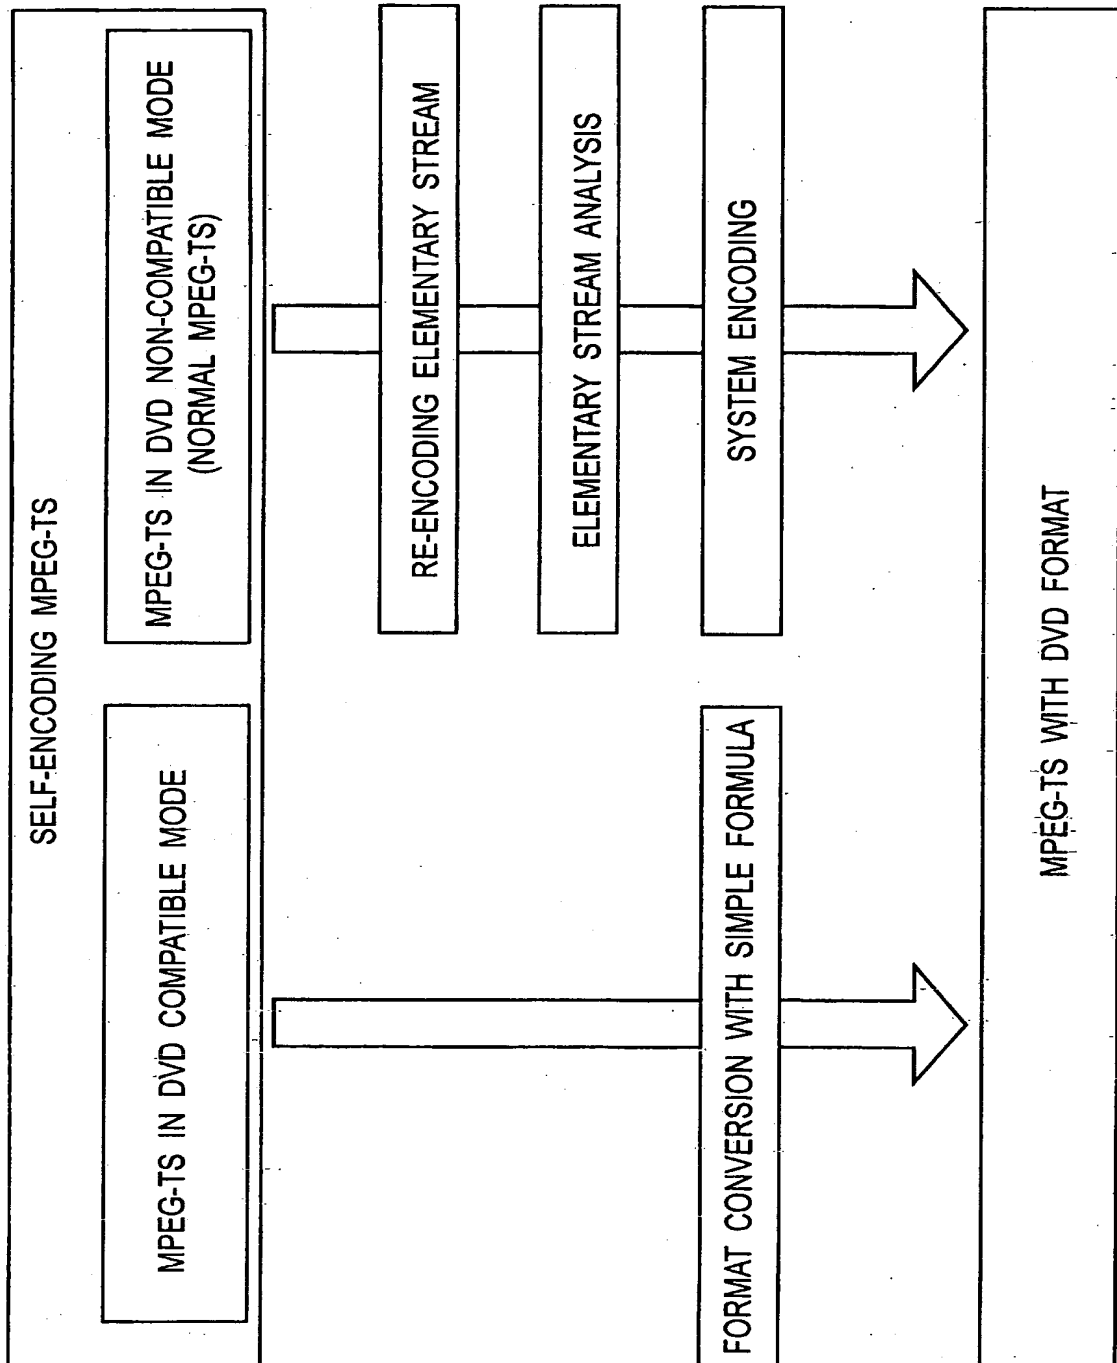 SELF-ENCODING MPEG-TS
MPEG-TS IN DVD COMPATIBLE MODE
MPEG-TS IN DVD NON-COMPATIBLE MODE
(NORMAL MPEG-TS)
RE-ENCODING ELEMENTARY STREAM
ELEMENTARY STREAM ANALYSIS
FORMAT CONVERSION WITH SIMPLE FORMULA
SYSTEM ENCODING
MPEG-TS WITH DVD FORMAT